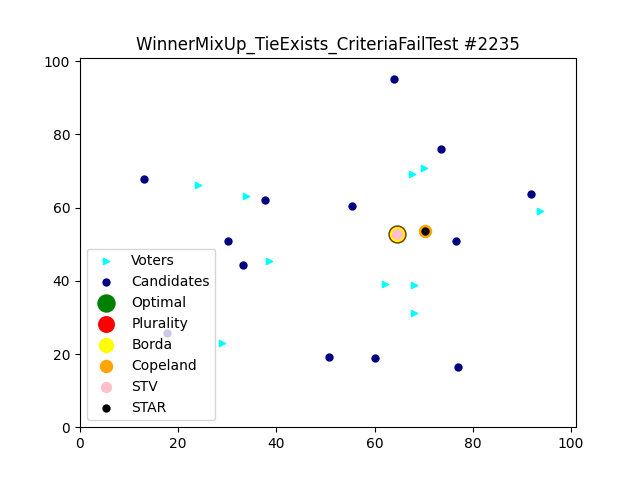 WinnerMixUp_TieExists_CriteriaFailTest #2235
100
80
60
40
20
0
Voters
Candidates
Optimal
Plurality
Borda
Copeland
STV
STAR
0 20 40 60 80 100